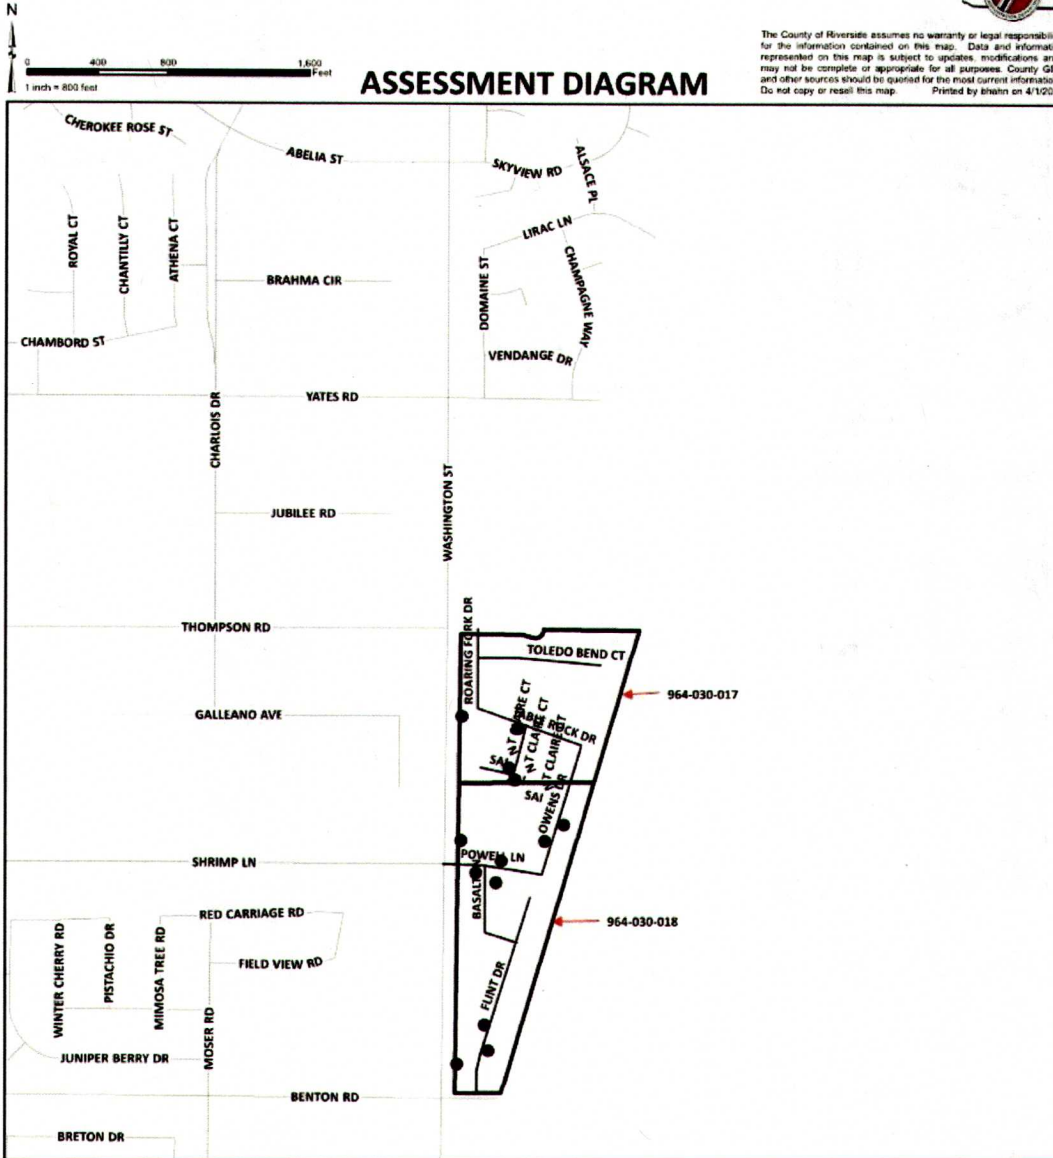 N
0 400 800 1,600
Feet
1 inch = 800 feet
ASSESSMENT DIAGRAM
The County of Riverside assumes no warranty or legal
for the information contained on this map. Data and
represented on this map is subject to updates, modifications
may not be complete or appropriate for all purposes. County
and other sources should be queried for the most current
Do not copy or resell this map. Printed by bhahn on
CHEROKEE ROSE ST
ABELIA ST
SKYVIEW RD
ALSACE PL
ROYAL CT
CHANTILLY CT
ATHENA CT
LIRAC LN
BRAHMA CIR
DOMAINE ST
CHAMPAGNE WAY
CHAMBORD ST
VENDANGE DR
YATES RD
CHARLOIS DR
WASHINGTON ST
JUBILEE RD
THOMPSON RD
ROARING FORK DR
TOLEDO BEND CT
964-030-017
GALLEANO AVE
ROCK DR
CLAIRE CT
CLAIRE CT
SAI
SAI
OWENS DR
SHRIMP LN
POWELL LN
BASALT
RED CARRIAGE RD
964-030-018
WINTER CHERRY RD
PISTACHIO DR
MIMOSA TREE RD
FIELD VIEW RD
FLINT DR
MOSER RD
JUNIPER BERRY DR
BENTON RD
BRETON DR